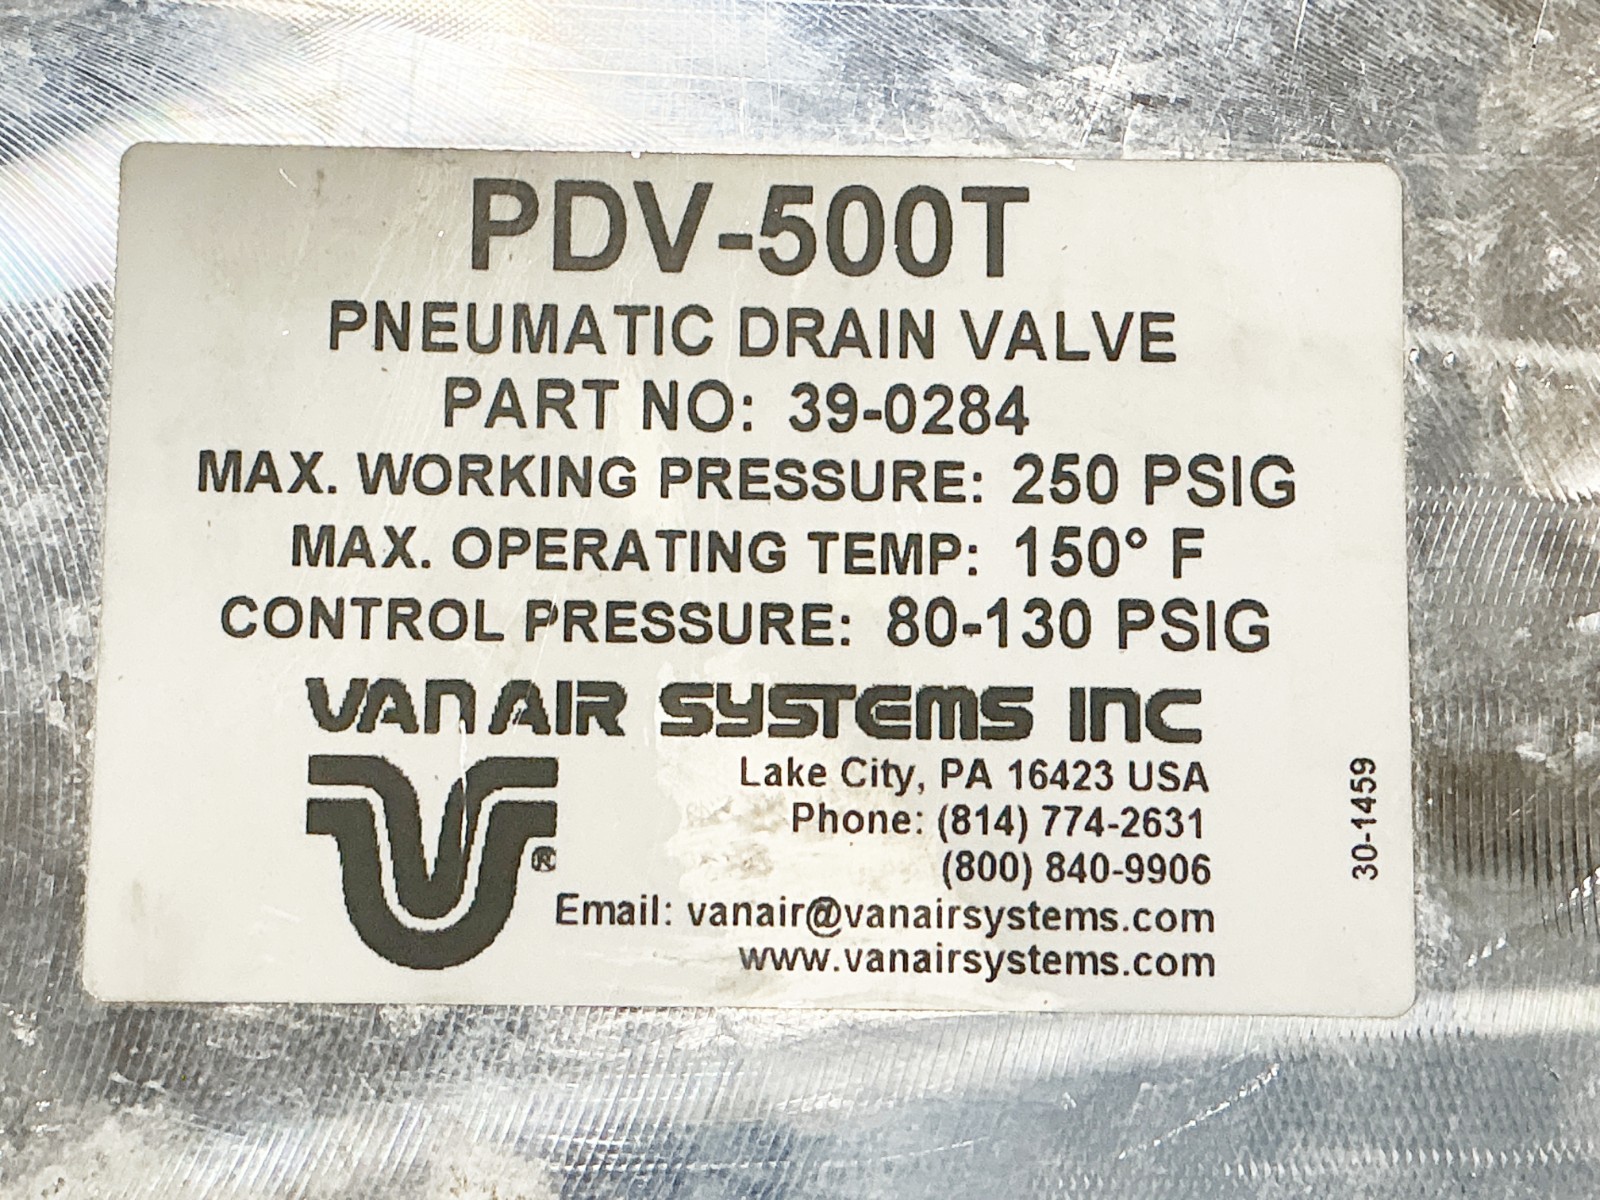 PDV-500T
PNEUMATIC DRAIN VALVE
PART NO: 39-0284
MAX. WORKING PRESSURE: 250 PSIG
MAX. OPERATING TEMP: 150° F
CONTROL PRESSURE: 80-130 PSIG
VAN AIR SYSTEMS INC
Lake City, PA 16423 USA
Phone: (814) 774-2631
(800) 840-9906
Email: vanair@vanairsystems.com
www.vanairsystems.com
®
30-1459